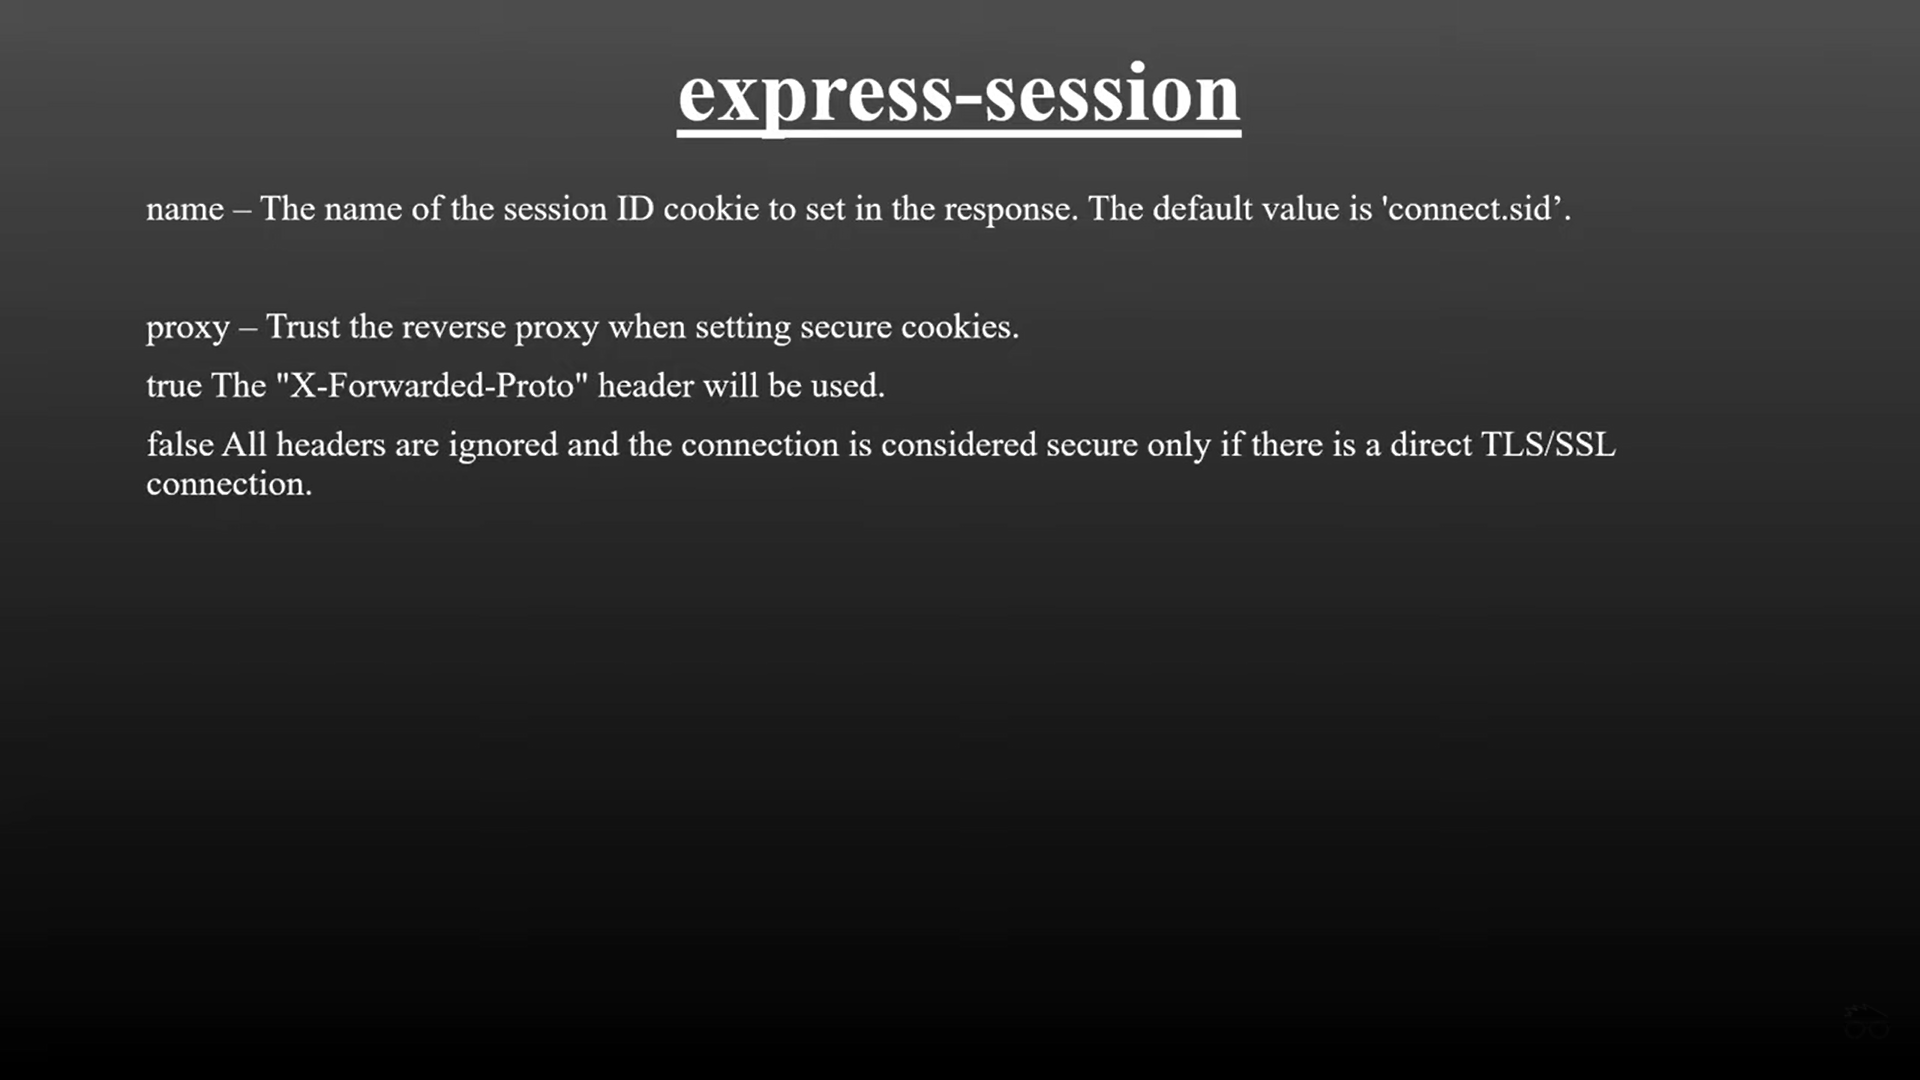 express-session
name – The name of the session ID cookie to set in the response. The default value is 'connect.sid’.
proxy – Trust the reverse proxy when setting secure cookies.
true The "X-Forwarded-Proto" header will be used.
false All headers are ignored and the connection is considered secure only if there is a direct TLS/SSL
connection.